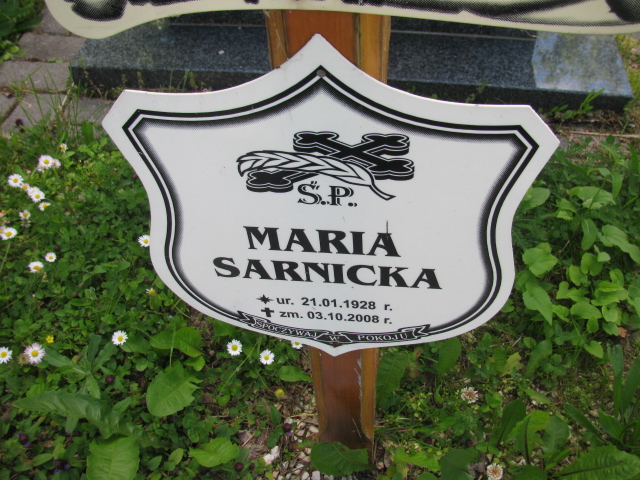 Ś.P.
MARIA
SARNICKA
ur. 21.01.1928 r.
zm. 03.10.2008 r.
SPOCZYWAJ W POKOJU